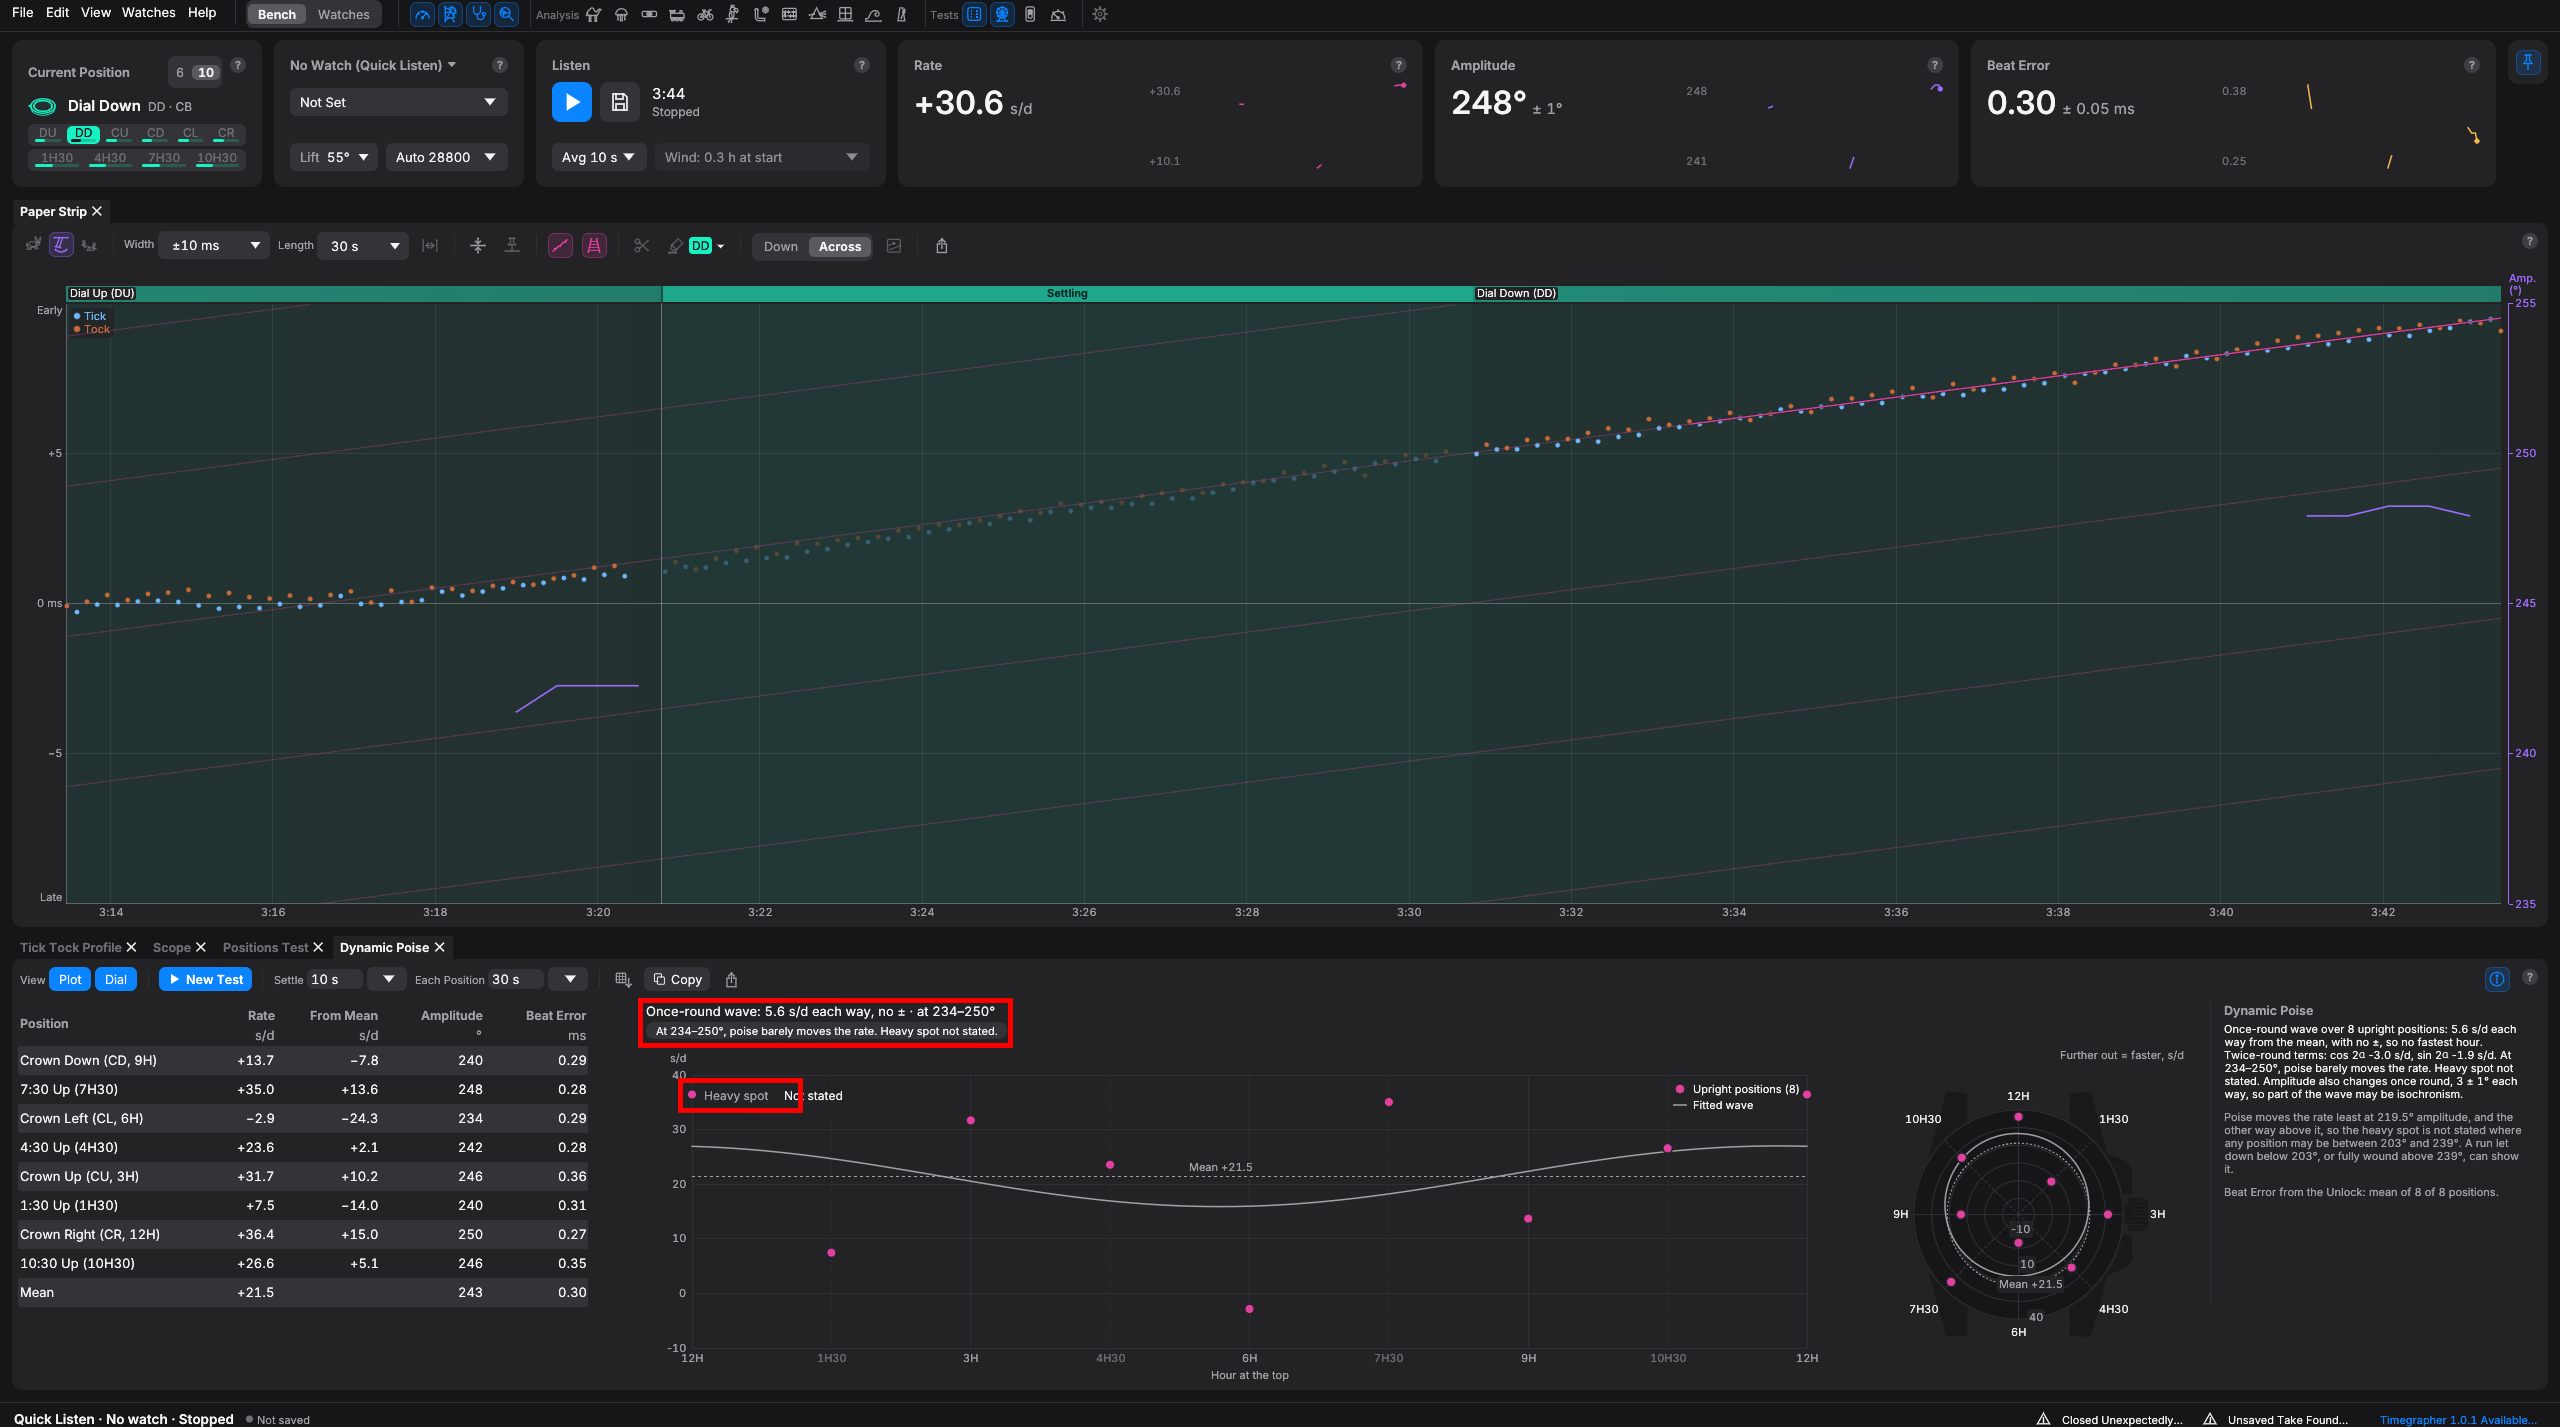 File Edit View Watches Help Bench Watches Analysis Tests
Current Position 6 10 ?
Dial Down DD · CB
DU DD CU CD CL CR
1H30 4H30 7H30 10H30
No Watch (Quick Listen) ?
Not Set
Lift 55° Auto 28800
Listen ?
3:44
Stopped
Avg 10 s Wind: 0.3 h at start
Rate ?
+30.6 s/d
+30.6
+10.1
Amplitude ?
248° ± 1°
248
241
Beat Error ?
0.30 ± 0.05 ms
0.38
0.25
Paper Strip
Width ±10 ms Length 30 s DD Down Across ?
Amp. (°)
Dial Up (DU) Settling Dial Down (DD)
Early
Tick
Tock
+5
0 ms
−5
Late
255
250
245
240
235
3:14 3:16 3:18 3:20 3:22 3:24 3:26 3:28 3:30 3:32 3:34 3:36 3:38 3:40 3:42
Tick Tock Profile Scope Positions Test Dynamic Poise
View Plot Dial New Test Settle 10 s Each Position 30 s Copy ?
Position Rate s/d From Mean s/d Amplitude ° Beat Error ms
Crown Down (CD, 9H) +13.7 −7.8 240 0.29
7:30 Up (7H30) +35.0 +13.6 248 0.28
Crown Left (CL, 6H) −2.9 −24.3 234 0.29
4:30 Up (4H30) +23.6 +2.1 242 0.28
Crown Up (CU, 3H) +31.7 +10.2 246 0.36
1:30 Up (1H30) +7.5 −14.0 240 0.31
Crown Right (CR, 12H) +36.4 +15.0 250 0.27
10:30 Up (10H30) +26.6 +5.1 246 0.35
Mean +21.5 243 0.30
Once-round wave: 5.6 s/d each way, no ± · at 234–250°
At 234–250°, poise barely moves the rate. Heavy spot not stated.
s/d
40
30
20
10
0
-10
Heavy spot Not stated
Upright positions (8)
Fitted wave
Mean +21.5
12H 1H30 3H 4H30 6H 7H30 9H 10H30 12H
Hour at the top
Further out = faster, s/d
12H
10H30 1H30
9H 3H
-10
10
Mean +21.5
7H30 4H30
40
6H
Dynamic Poise
Once-round wave over 8 upright positions: 5.6 s/d each
way from the mean, with no ±, so no fastest hour.
Twice-round terms: cos 2α -3.0 s/d, sin 2α -1.9 s/d. At
234–250°, poise barely moves the rate. Heavy spot not
stated. Amplitude also changes once round, 3 ± 1° each
way, so part of the wave may be isochronism.
Poise moves the rate least at 219.5° amplitude, and the
other way above it, so the heavy spot is not stated where
any position may be between 203° and 239°. A run let
down below 203°, or fully wound above 239°, can show
it.
Beat Error from the Unlock: mean of 8 of 8 positions.
Quick Listen · No watch · Stopped Not saved
Closed Unexpectedly... Unsaved Take Found... Timegrapher 1.0.1 Available...